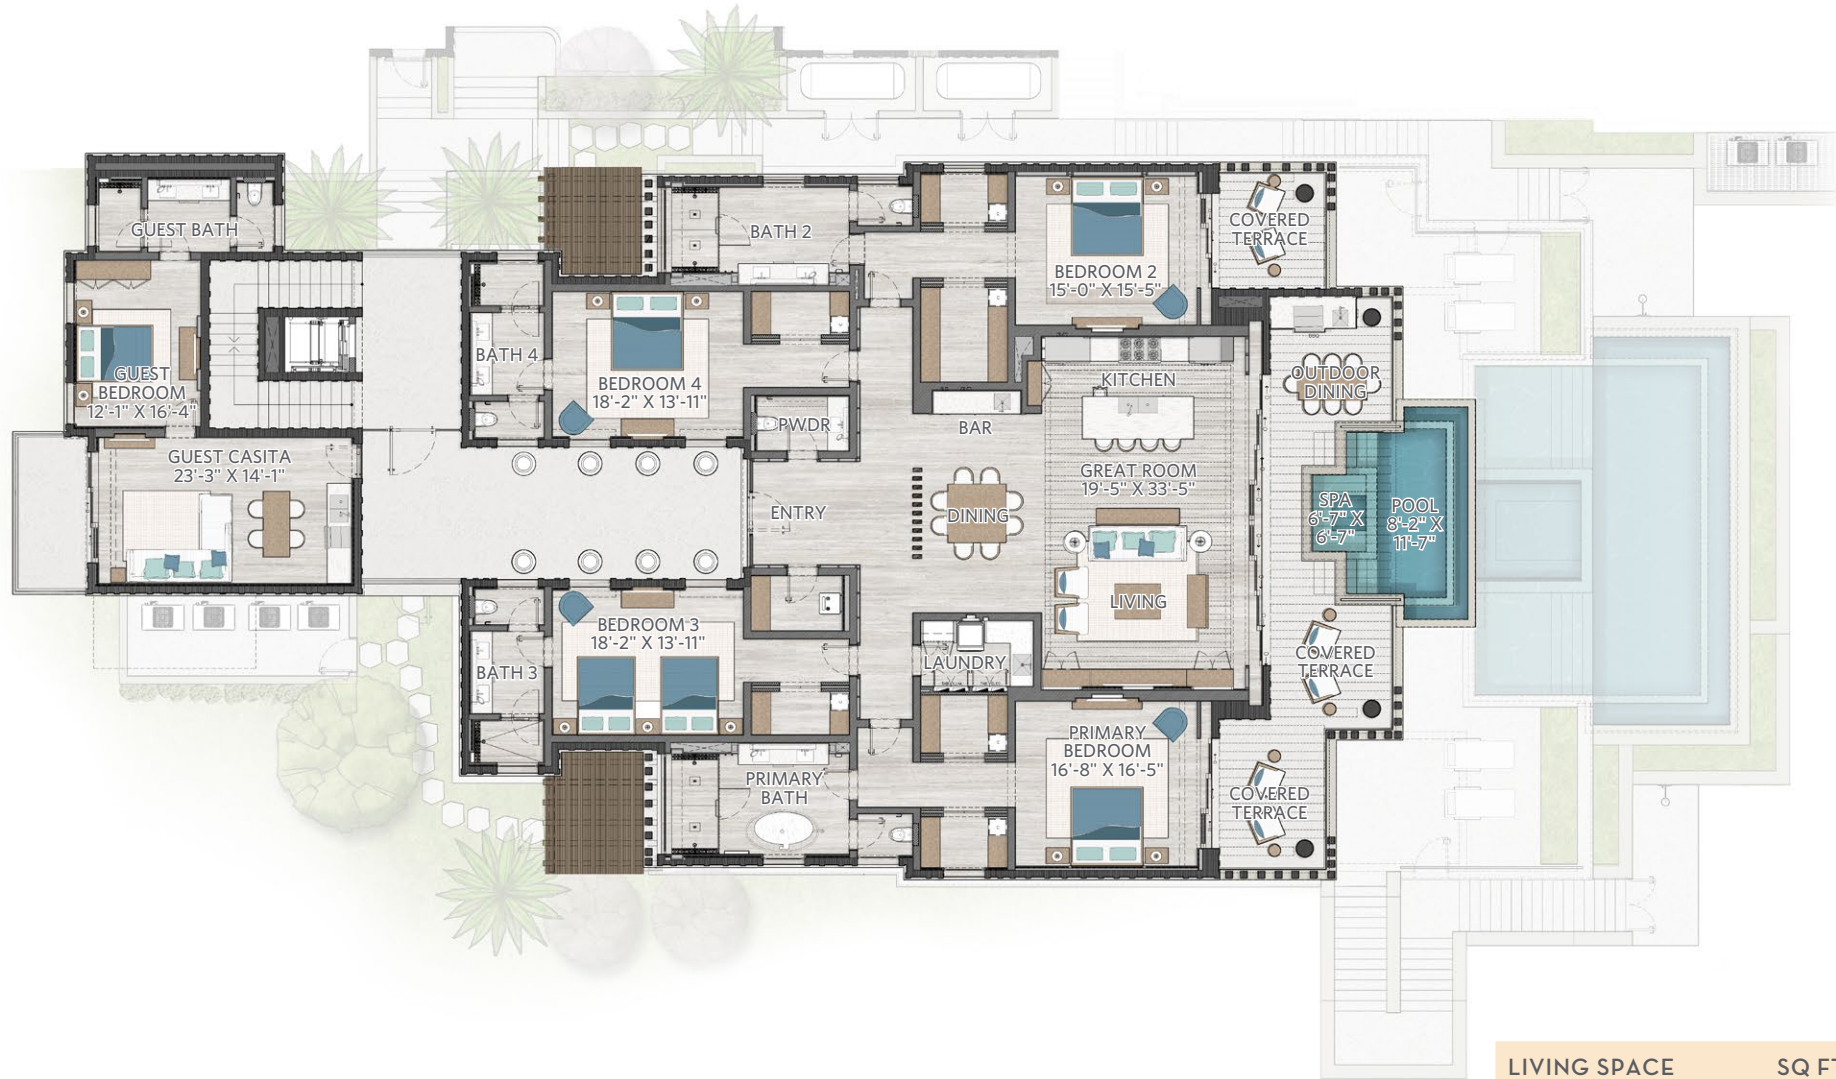 GUEST BATH
BATH 2
COVERED
TERRACE
BEDROOM 2
15'-0" X 15'-5"
BATH 4
BEDROOM 4
18'-2" X 13'-11"
GUEST
BEDROOM
12'-1" X 16'-4"
KITCHEN
OUTDOOR
DINING
PWDR
BAR
GUEST CASITA
23'-3" X 14'-1"
GREAT ROOM
19'-5" X 33'-5"
ENTRY
DINING
SPA
6'-7" X
6'-7"
POOL
8'-2" X
11'-7"
LIVING
BEDROOM 3
18'-2" X 13'-11"
BATH 3
LAUNDRY
COVERED
TERRACE
PRIMARY
BEDROOM
16'-8" X 16'-5"
PRIMARY
BATH
COVERED
TERRACE
LIVING SPACE SQ FT